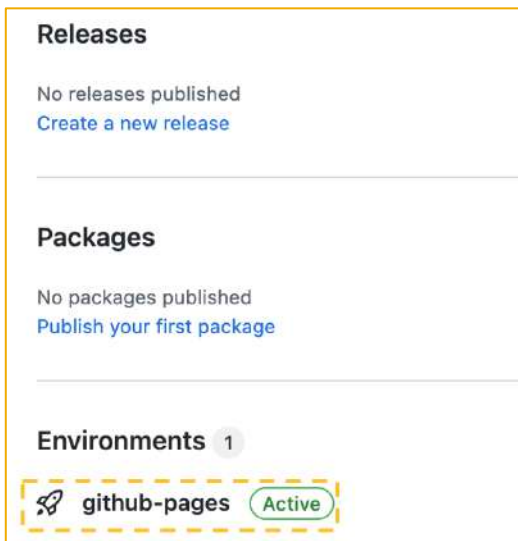 Releases
No releases published
Create a new release
Packages
No packages published
Publish your first package
Environments 1
github-pages Active